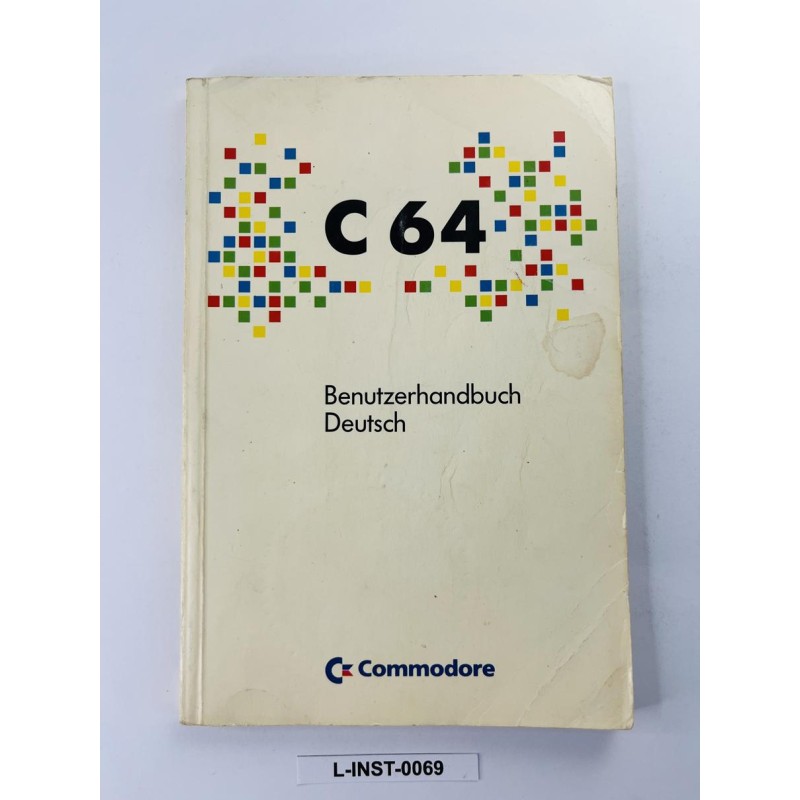 C 64
Benutzerhandbuch
Deutsch
Commodore
L-INST-0069